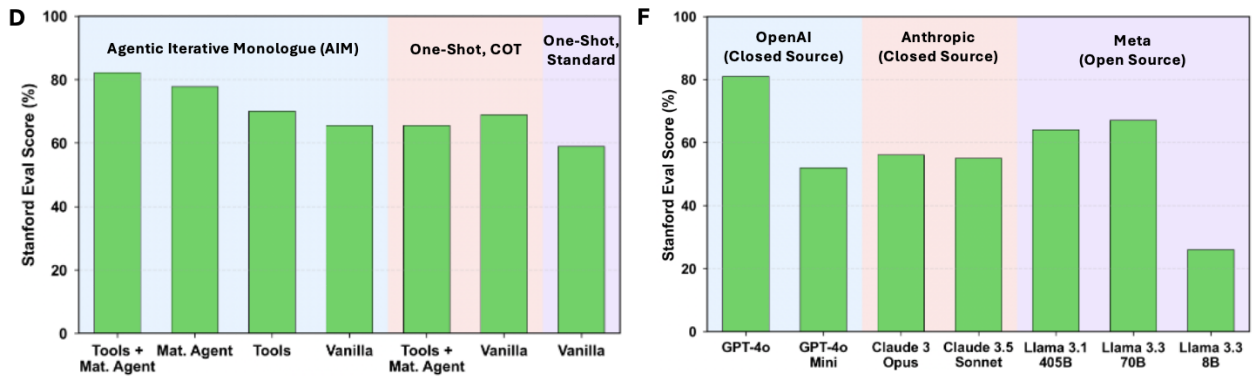 D
Stanford Eval Score (%)
100
80
60
40
20
0
Agentic Iterative Monologue (AIM)
One-Shot, COT
One-Shot,
Standard
Tools +
Mat. Agent
Mat. Agent
Tools
Vanilla
Tools +
Mat. Agent
Vanilla
Vanilla
F
Stanford Eval Score (%)
100
80
60
40
20
0
OpenAI
(Closed Source)
Anthropic
(Closed Source)
Meta
(Open Source)
GPT-4o
GPT-4o
Mini
Claude 3
Opus
Claude 3.5
Sonnet
Llama 3.1
405B
Llama 3.3
70B
Llama 3.3
8B